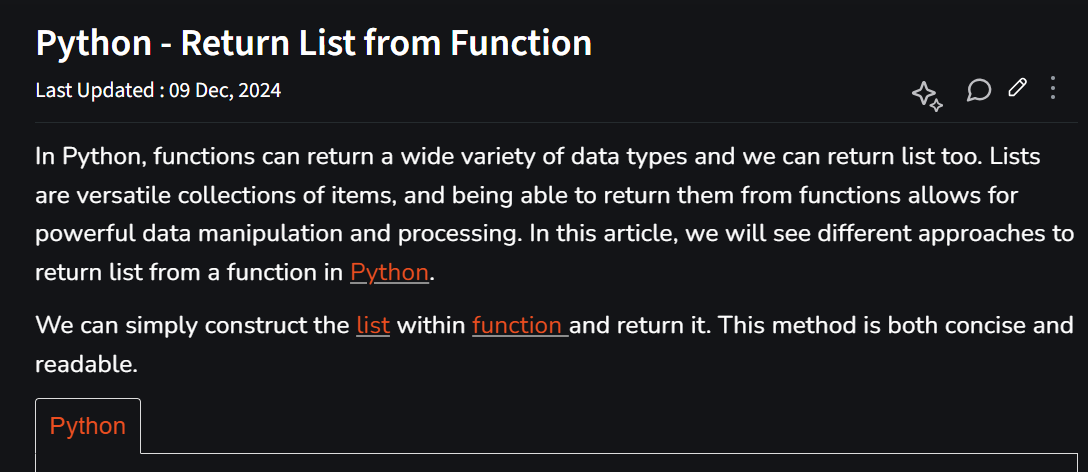 Python - Return List from Function
Last Updated : 09 Dec, 2024
In Python, functions can return a wide variety of data types and we can return list too. Lists
are versatile collections of items, and being able to return them from functions allows for
powerful data manipulation and processing. In this article, we will see different approaches to
return list from a function in Python.
We can simply construct the list within function and return it. This method is both concise and
readable.
Python